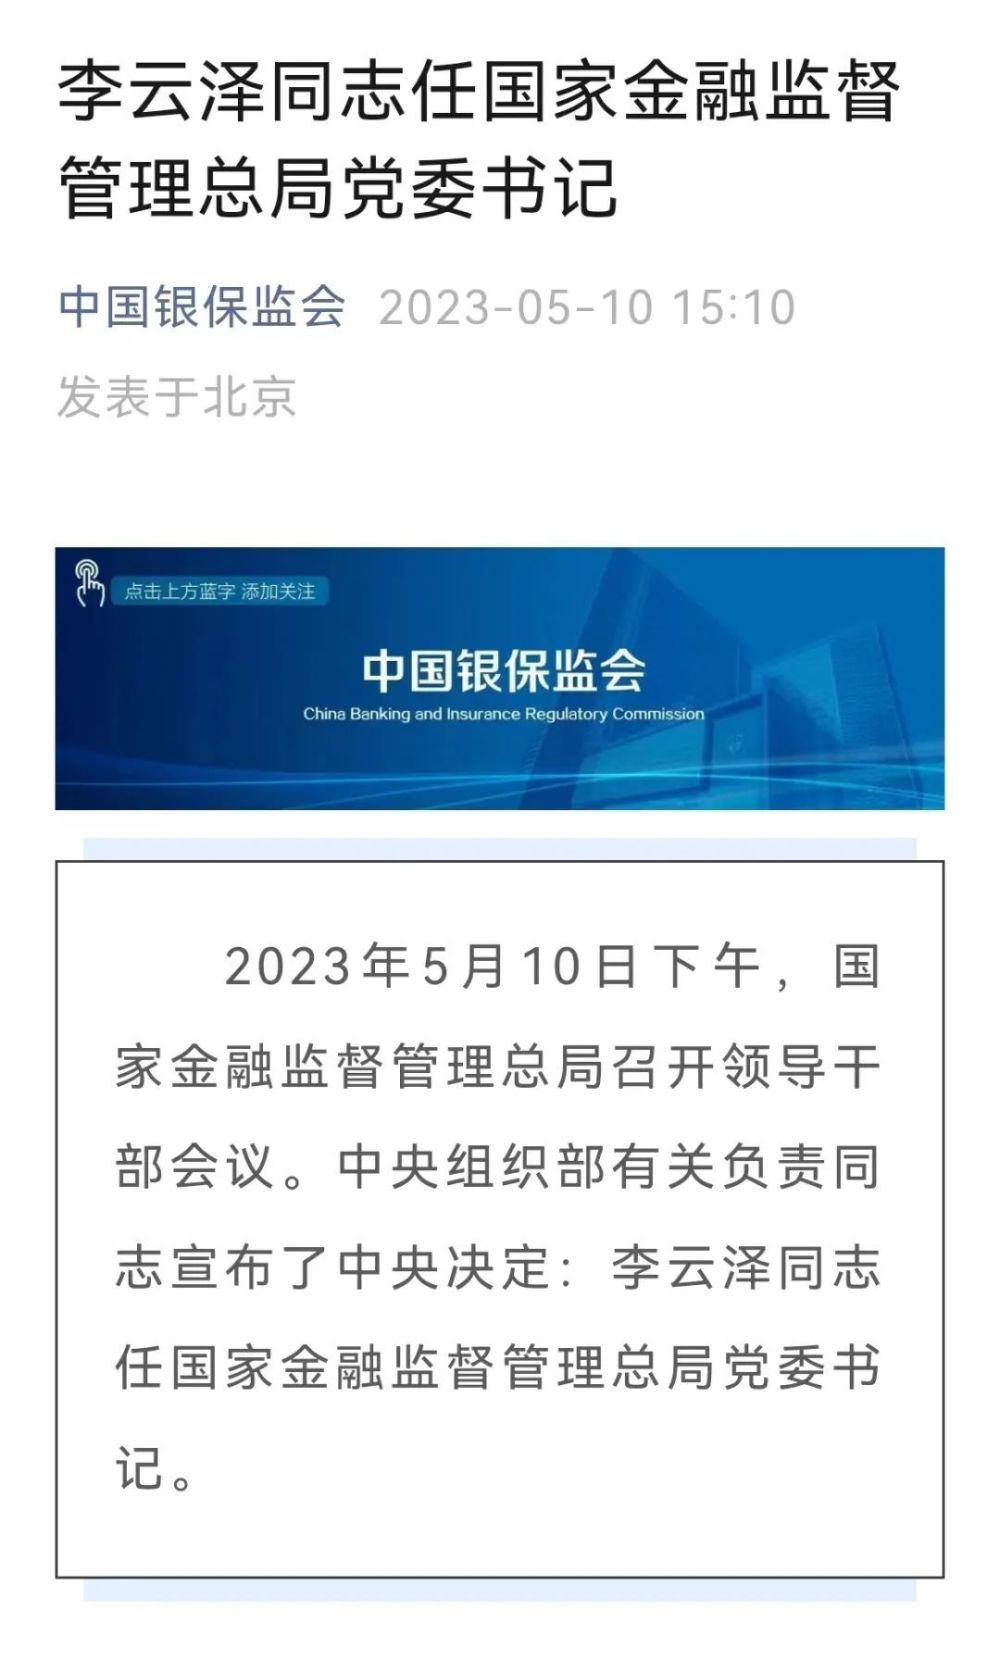 李云泽同志任国家金融监督
管理总局党委书记
中国银保监会 2023-05-10 15:10
发表于北京
点击上方蓝字 添加关注
中国银保监会
China Banking and Insurance Regulatory Commission
2023年5月10日下午，国
家金融监督管理总局召开领导干
部会议。中央组织部有关负责同
志宣布了中央决定：李云泽同志
任国家金融监督管理总局党委书
记。